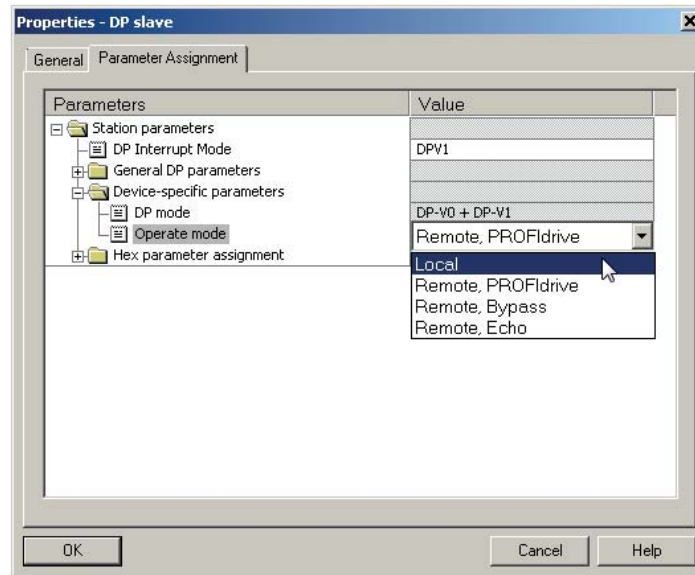 Properties - DP slave
General Parameter Assignment
Parameters Value
Station parameters
DP Interrupt Mode DPV1
General DP parameters
Device-specific parameters
DP mode DP-V0 + DP-V1
Operate mode Remote, PROFIdrive
Hex parameter assignment Local
Remote, PROFIdrive
Remote, Bypass
Remote, Echo
OK Cancel Help